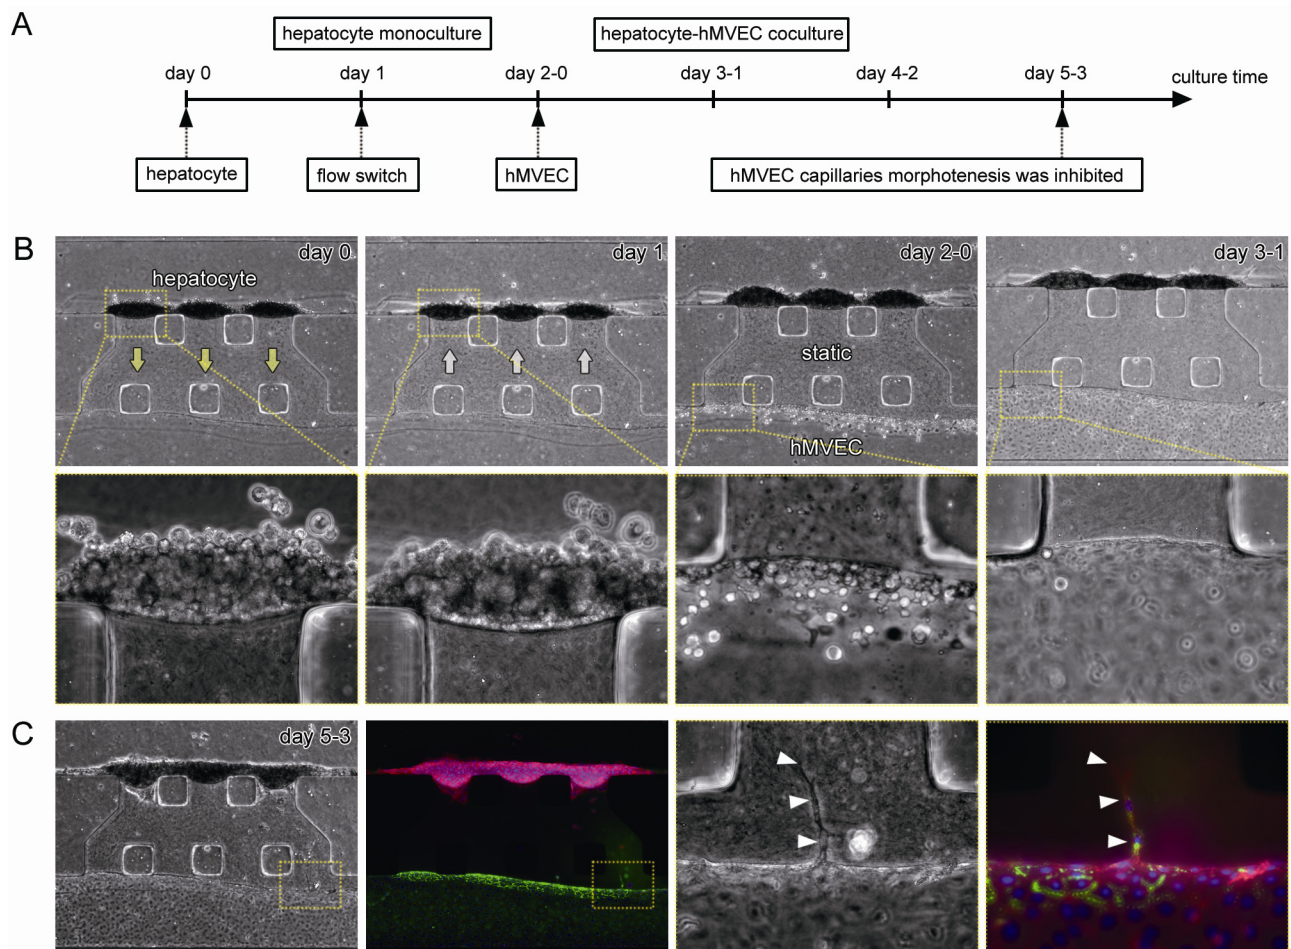 A
hepatocyte monoculture
hepatocyte-hMVEC coculture
day 0
day 1
day 2-0
day 3-1
day 4-2
day 5-3
culture time
hepatocyte
flow switch
hMVEC
hMVEC capillaries morphotenesis was inhibited
B
day 0
hepatocyte
day 1
day 2-0
static
hMVEC
day 3-1
C
day 5-3